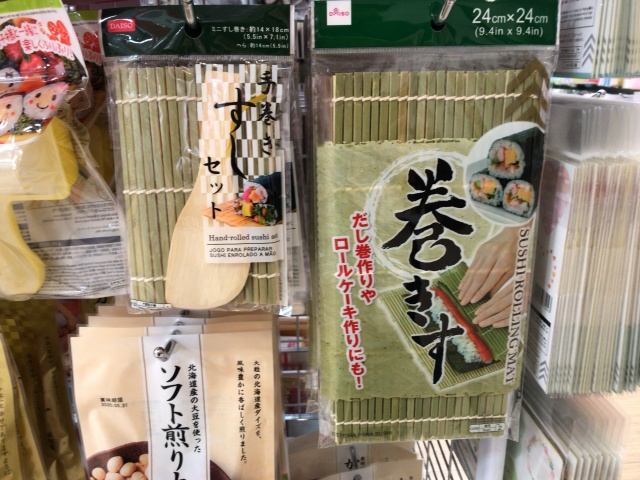 DAISO
ミニすし巻き：約14×18cm
(5.5in×7.1in)
へら：約14cm(5.5in)
手巻き
すし
セット
Hand-rolled sushi set
JOGO PARA PREPARAR
SUSHI ENROLADO A MÃO
DAISO
24cm×24cm
(9.4in x 9.4in)
巻きす
SUSHI ROLLING MAT
だし巻作りや
ロールケーキ作りにも！
大粒の北海道産ダイズを、
風味豊かに香ばしく煎りました。
北海道産の大豆を使った
ソフト煎り
賞味期限